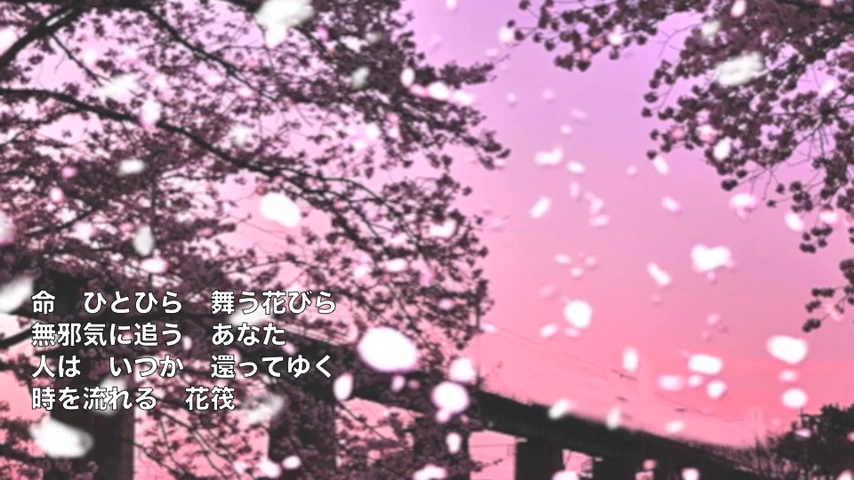 命　ひとひら　舞う花びら
無邪気に追う　あなた
人は　いつか　還ってゆく
時を流れる　花筏